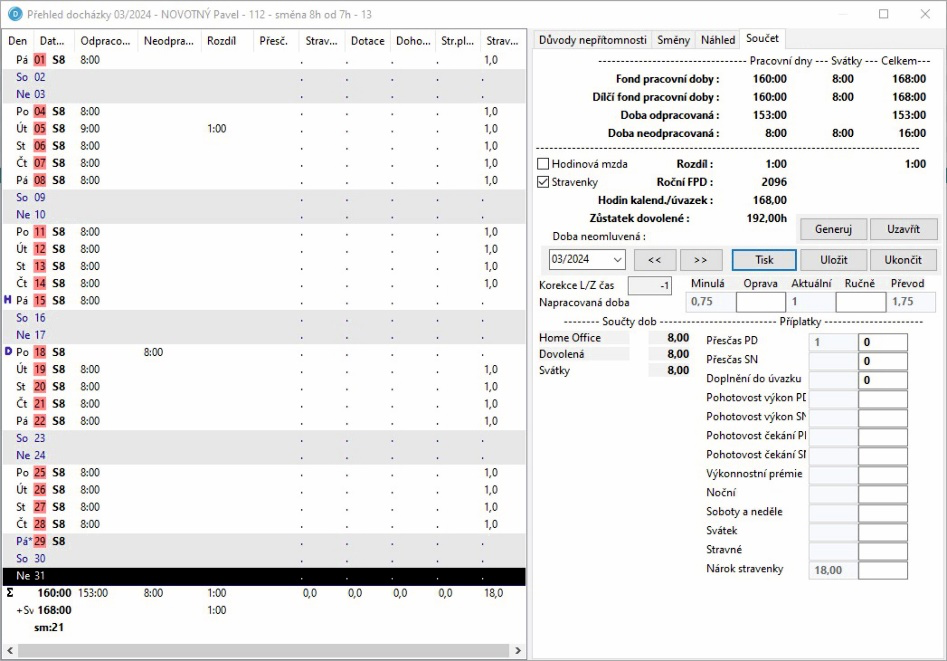 Přehled docházky 03/2024 - NOVOTNÝ Pavel - 112 - směna 8h od 7h - 13
Den Dat... Odpraco... Neodpra... Rozdíl Přesč. Strav... Dotace Doho... Str.pl... Strav...
Pá 01 S8 8:00 . . . . 1,0
So 02 . . . . .
Ne 03 . . . . .
Po 04 S8 8:00 . . . . 1,0
Út 05 S8 9:00 1:00 . . . . 1,0
St 06 S8 8:00 . . . . 1,0
Čt 07 S8 8:00 . . . . 1,0
Pá 08 S8 8:00 . . . . 1,0
So 09 . . . . .
Ne 10 . . . . .
Po 11 S8 8:00 . . . . 1,0
Út 12 S8 8:00 . . . . 1,0
St 13 S8 8:00 . . . . 1,0
Čt 14 S8 8:00 . . . . 1,0
H Pá 15 S8 8:00 . . . . .
So 16 . . . . .
Ne 17 . . . . .
D Po 18 S8 8:00 . . . . .
Út 19 S8 8:00 . . . . 1,0
St 20 S8 8:00 . . . . 1,0
Čt 21 S8 8:00 . . . . 1,0
Pá 22 S8 8:00 . . . . 1,0
So 23 . . . . .
Ne 24 . . . . .
Po 25 S8 8:00 . . . . 1,0
Út 26 S8 8:00 . . . . 1,0
St 27 S8 8:00 . . . . 1,0
Čt 28 S8 8:00 . . . . 1,0
Pá* 29 S8 . . . . .
So 30 . . . . .
Ne 31 . . . . .
Σ 160:00 153:00 8:00 1:00 0,0 0,0 0,0 0,0 18,0
+Sv 168:00 1:00
sm:21
Důvody nepřítomnosti Směny Náhled Součet
Pracovní dny --- Svátky --- Celkem---
Fond pracovní doby : 160:00 8:00 168:00
Dílčí fond pracovní doby : 160:00 8:00 168:00
Doba odpracovaná : 153:00 153:00
Doba neodpracovaná : 8:00 8:00 16:00
Hodinová mzda Rozdíl : 1:00 1:00
Stravenky Roční FPD : 2096
Hodin kalend./úvazek : 168,00
Zůstatek dovolené : 192,00h
Generuj Uzavřít
Doba neomluvená :
03/2024 << >> Tisk Uložit Ukončit
Korekce L/Z čas -1 Minulá Oprava Aktuální Ručně Převod
Napracovaná doba 0,75 1 1,75
-------- Součty dob ----------------------- Příplatky --------------------
Home Office 8,00
Dovolená 8,00
Svátky 8,00
Přesčas PD 1 0
Přesčas SN 0
Doplnění do úvazku 0
Pohotovost výkon PD
Pohotovost výkon SN
Pohotovost čekání PD
Pohotovost čekání SN
Výkonnostní prémie
Noční
Soboty a neděle
Svátek
Stravné
Nárok stravenky 18,00